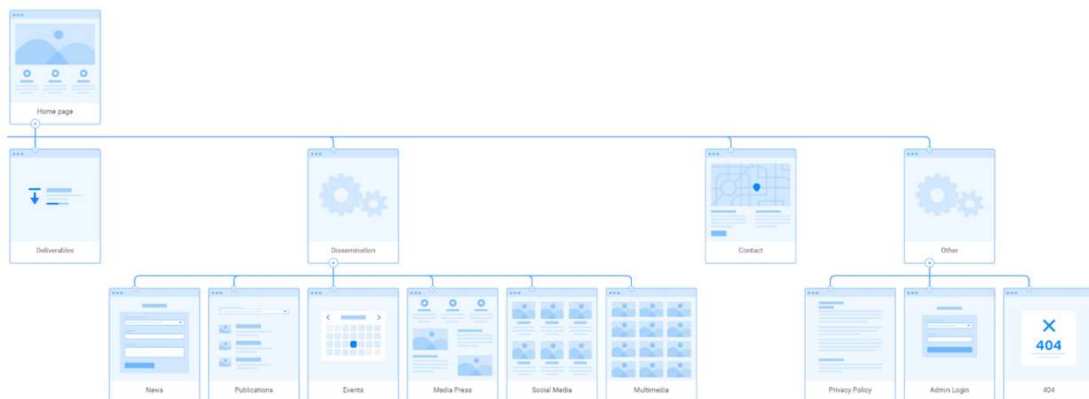 Home page
Deliverables
Dissemination
Contact
Other
News
Publications
Events
Media Press
Social Media
Multimedia
Privacy Policy
Admin Login
404
404